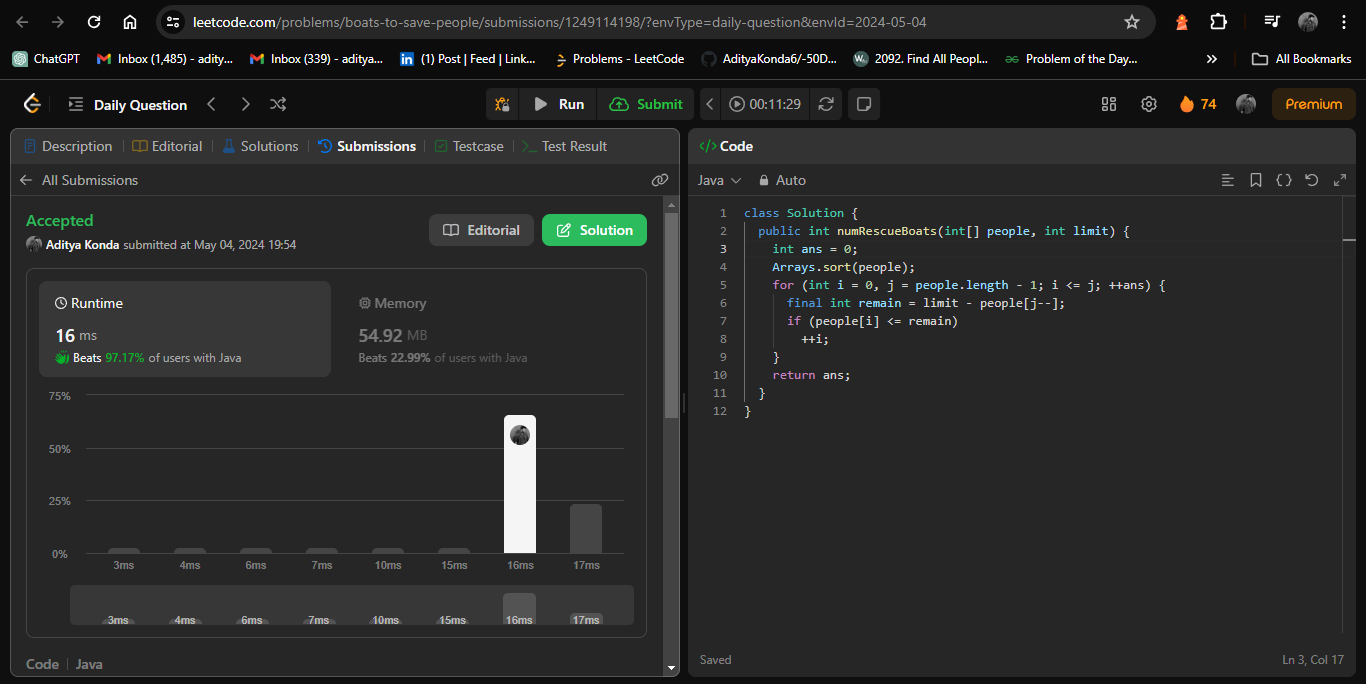 leetcode.com/problems/boats-to-save-people/submissions/1249114198/?envType=daily-question&envId=2024-05-04
ChatGPT Inbox (1,485) - adity... Inbox (339) - aditya... (1) Post | Feed | Link... Problems - LeetCode AdityaKonda6/-50D... 2092. Find All Peopl... Problem of the Day... » All Bookmarks
Daily Question Run Submit 00:11:29 74 Premium
Description Editorial Solutions Submissions Testcase Test Result
All Submissions
Accepted
Aditya Konda submitted at May 04, 2024 19:54
Editorial Solution
Runtime
16 ms
Beats 97.17% of users with Java
Memory
54.92 MB
Beats 22.99% of users with Java
75%
50%
25%
0%
3ms 4ms 6ms 7ms 10ms 15ms 16ms 17ms
3ms 4ms 6ms 7ms 10ms 15ms 16ms 17ms
Code | Java
</> Code
Java Auto
1 class Solution {
2 public int numRescueBoats(int[] people, int limit) {
3 int ans = 0;
4 Arrays.sort(people);
5 for (int i = 0, j = people.length - 1; i <= j; ++ans) {
6 final int remain = limit - people[j--];
7 if (people[i] <= remain)
8 ++i;
9 }
10 return ans;
11 }
12 }
Saved Ln 3, Col 17